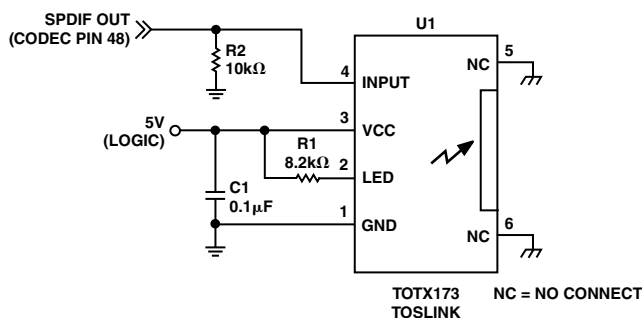 SPDIF OUT
(CODEC PIN 48)
R2
10kΩ
U1
4
INPUT
NC
5
5V
(LOGIC)
3
VCC
R1
8.2kΩ
2
LED
C1
0.1μF
1
GND
NC
6
TOTX173
TOSLINK
NC = NO CONNECT